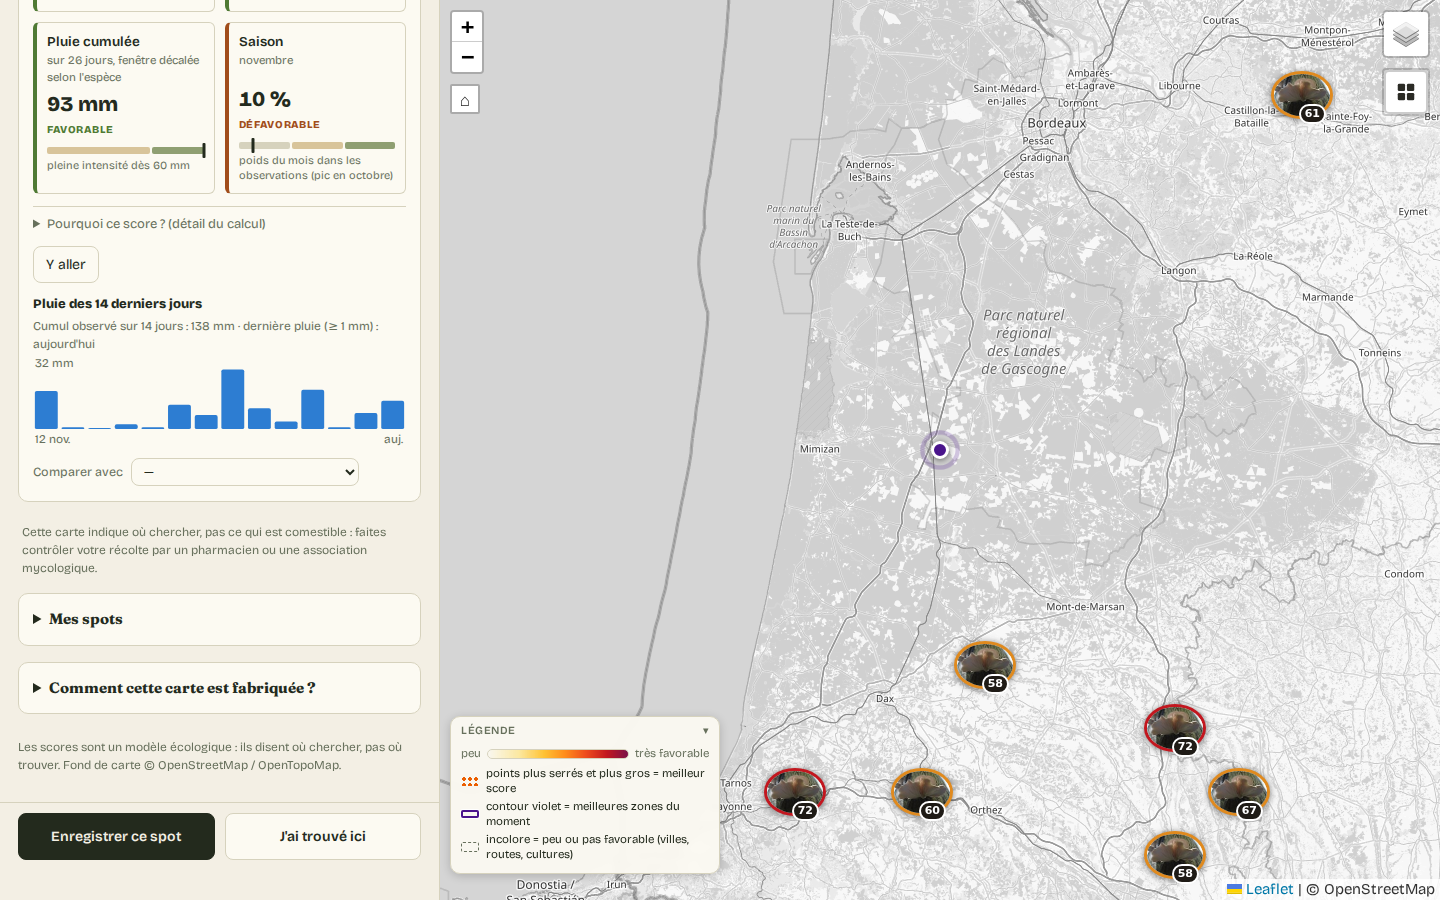 Pluie cumulée
sur 26 jours, fenêtre décalée
selon l'espèce
93 mm
FAVORABLE
pleine intensité dès 60 mm
Saison
novembre
10 %
DÉFAVORABLE
poids du mois dans les
observations (pic en octobre)
Pourquoi ce score ? (détail du calcul)
Y aller
Pluie des 14 derniers jours
Cumul observé sur 14 jours : 138 mm · dernière pluie (≥ 1 mm) :
aujourd'hui
32 mm
12 nov.
auj.
Comparer avec
—
Cette carte indique où chercher, pas ce qui est comestible : faites
contrôler votre récolte par un pharmacien ou une association
mycologique.
Mes spots
Comment cette carte est fabriquée ?
Les scores sont un modèle écologique : ils disent où chercher, pas où
trouver. Fond de carte © OpenStreetMap / OpenTopoMap.
Enregistrer ce spot
J'ai trouvé ici
+
−
Coutras
Montpon-
Ménestérol
Saint-Médard-
en-Jalles
Ambarès-
et-Lagrave
Lormont
Libourne
Castillon-la-
Bataille
61
la-Grande
Bordeaux
Pessac
Gradignan
Cestas
Andernos-
les-Bains
Parc naturel
marin du
Bassin
d'Arcachon
La Teste-de-
Buch
Eymet
La Réole
Langon
Marmande
Parc naturel
régional
des Landes
de Gascogne
Tonneins
Mimizan
Condom
Mont-de-Marsan
58
Dax
72
Tarnos
72
60
Orthez
67
58
LÉGENDE
peu
très favorable
points plus serrés et plus gros = meilleur
score
contour violet = meilleures zones du
moment
incolore = peu ou pas favorable (villes,
routes, cultures)
Donostia /
Irun
Leaflet | © OpenStreetMap